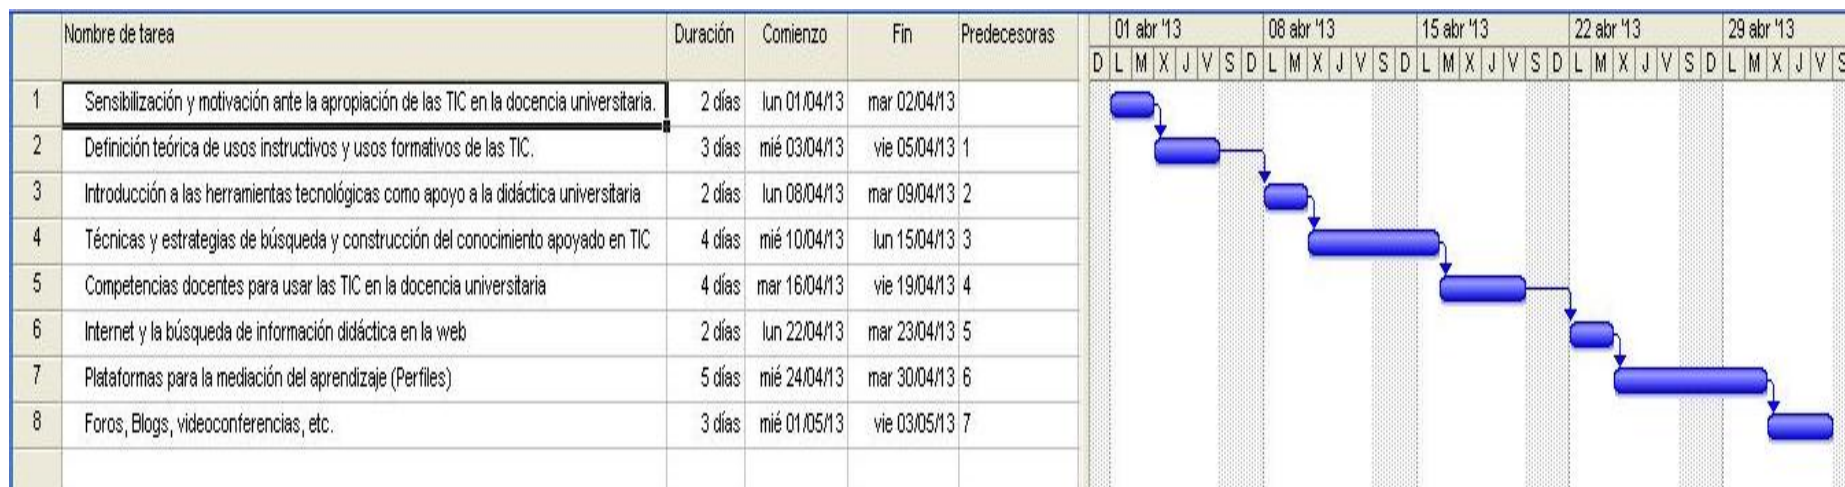 Nombre de tarea Duración Comienzo Fin Predecesoras 01 abr '13 08 abr '13 15 abr '13 22 abr '13 29 abr '13
D L M X J V S D L M X J V S D L M X J V S D L M X J V S D L M X J V S
1 Sensibilización y motivación ante la apropiación de las TIC en la docencia universitaria. 2 días lun 01/04/13 mar 02/04/13
2 Definición teórica de usos instructivos y usos formativos de las TIC. 3 días mié 03/04/13 vie 05/04/13 1
3 Introducción a las herramientas tecnológicas como apoyo a la didáctica universitaria 2 días lun 08/04/13 mar 09/04/13 2
4 Técnicas y estrategias de búsqueda y construcción del conocimiento apoyado en TIC 4 días mié 10/04/13 lun 15/04/13 3
5 Competencias docentes para usar las TIC en la docencia universitaria 4 días mar 16/04/13 vie 19/04/13 4
6 Internet y la búsqueda de información didáctica en la web 2 días lun 22/04/13 mar 23/04/13 5
7 Plataformas para la mediación del aprendizaje (Perfiles) 5 días mié 24/04/13 mar 30/04/13 6
8 Foros, Blogs, videoconferencias, etc. 3 días mié 01/05/13 vie 03/05/13 7